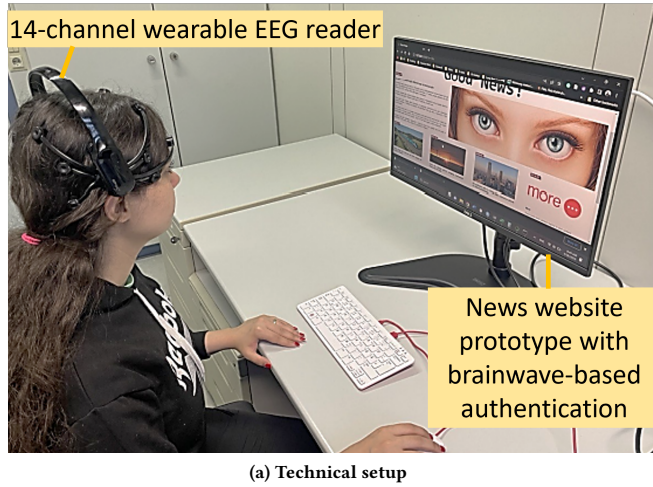 14-channel wearable EEG reader
Good News!
more
News website
prototype with
brainwave-based
authentication
(a) Technical setup